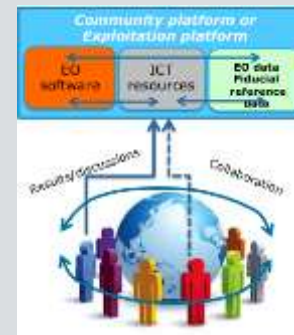 Community platform or
Exploitation platform
EO
software
ICT
resources
EO data
Fiducial
reference
Data
Results/discussions
Collaboration